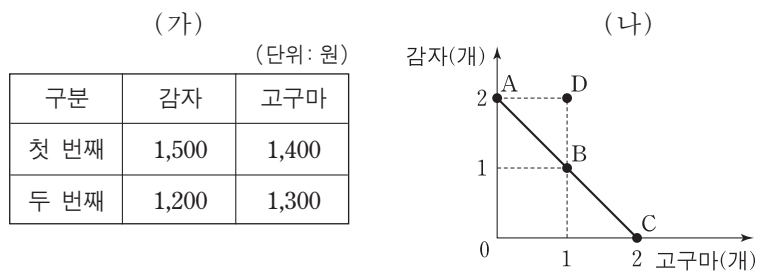 (가)
(단위: 원)
구분 감자 고구마
첫 번째 1,500 1,400
두 번째 1,200 1,300
(나)
감자(개)
2 A D
1 B
C
0 1 2 고구마(개)